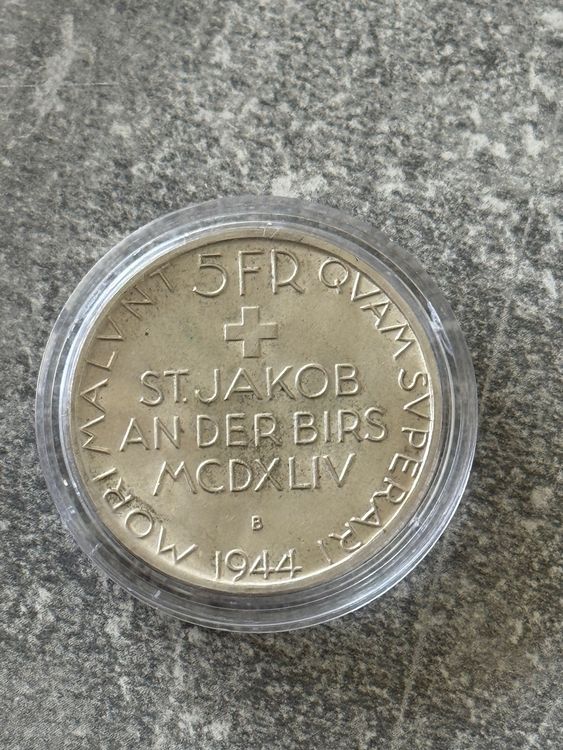 5FR
ST. JAKOB
AN DER BIRS
MCDXLIV
B
1944
MORI MALVNT QVAM SVPERARI